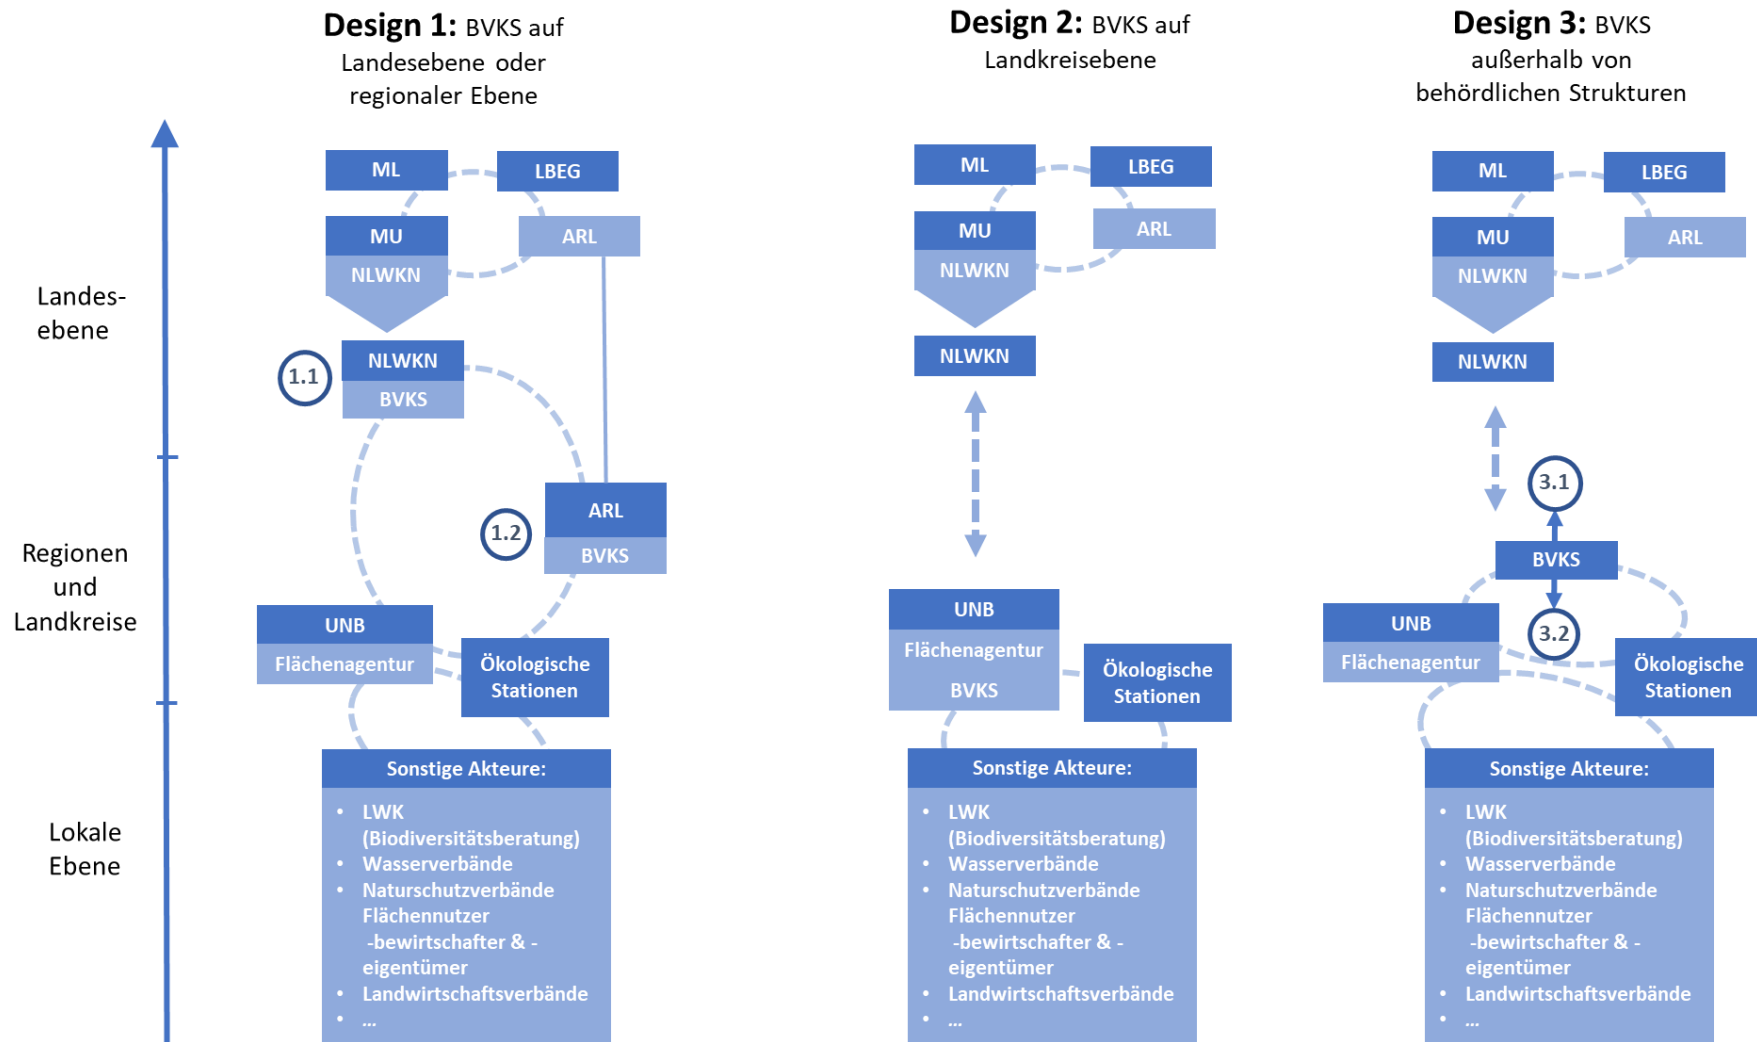 Design 1: BVKS auf
Landesebene oder
regionaler Ebene
Design 2: BVKS auf
Landkreisebene
Design 3: BVKS
außerhalb von
behördlichen Strukturen
Landes-
ebene
Regionen
und
Landkreise
Lokale
Ebene
ML
LBEG
MU
ARL
NLWKN
1.1
NLWKN
BVKS
1.2
ARL
BVKS
UNB
Flächenagentur
Ökologische
Stationen
Sonstige Akteure:
• LWK
(Biodiversitätsberatung)
• Wasserverbände
• Naturschutzverbände
Flächennutzer
-bewirtschafter & -
eigentümer
• Landwirtschaftsverbände
• ...
ML
LBEG
MU
ARL
NLWKN
NLWKN
UNB
Flächenagentur
BVKS
Ökologische
Stationen
Sonstige Akteure:
• LWK
(Biodiversitätsberatung)
• Wasserverbände
• Naturschutzverbände
Flächennutzer
-bewirtschafter & -
eigentümer
• Landwirtschaftsverbände
• ...
ML
LBEG
MU
ARL
NLWKN
NLWKN
3.1
BVKS
3.2
UNB
Flächenagentur
Ökologische
Stationen
Sonstige Akteure:
• LWK
(Biodiversitätsberatung)
• Wasserverbände
• Naturschutzverbände
Flächennutzer
-bewirtschafter & -
eigentümer
• Landwirtschaftsverbände
• ...